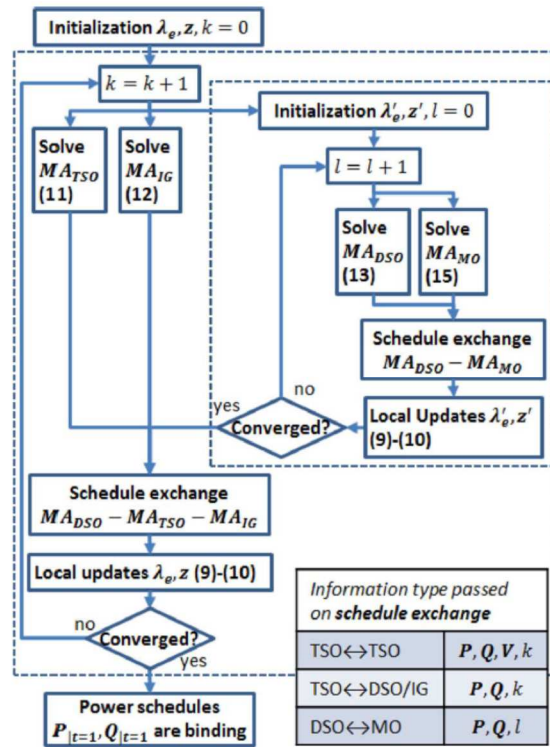 Initialization λ_e, z, k = 0
k = k + 1
Initialization λ'_e, z', l = 0
Solve
MA_TSO
(11)
Solve
MA_IG
(12)
l = l + 1
Solve
MA_DSO
(13)
Solve
MA_MO
(15)
Schedule exchange
MA_DSO − MA_MO
no
yes
Converged?
Local Updates λ'_e, z'
(9)-(10)
Schedule exchange
MA_DSO − MA_TSO − MA_IG
Local updates λ_e, z (9)-(10)
no
Converged?
yes
Power schedules
P_|t=1, Q_|t=1 are binding
Information type passed
on schedule exchange
TSO↔TSO P, Q, V, k
TSO↔DSO/IG P, Q, k
DSO↔MO P, Q, l